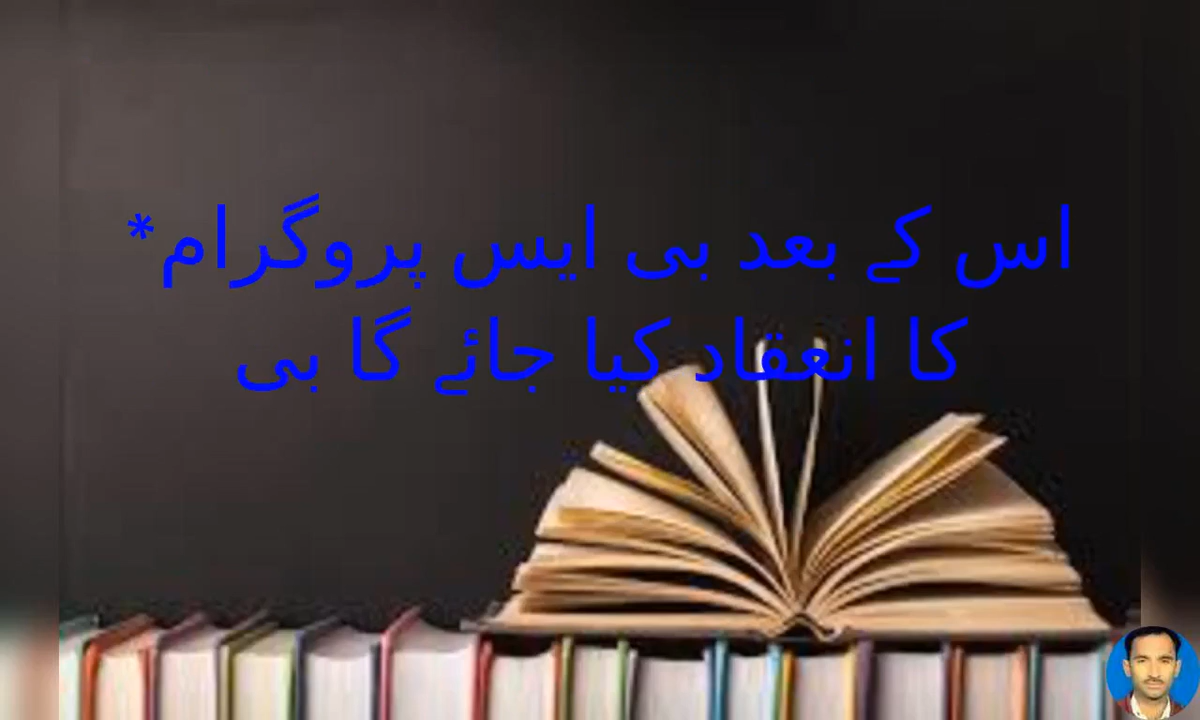 اس کے بعد بی ایس پروگرام*
کا انعقاد کیا جائے گا بی